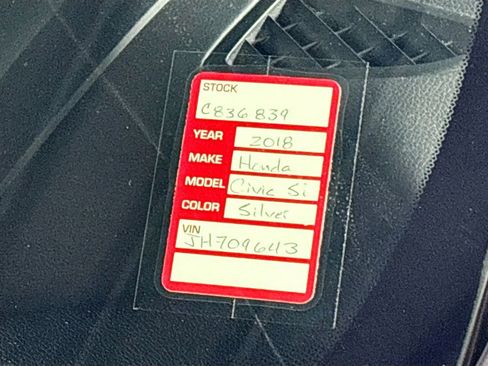 STOCK
C836839
YEAR 2018
MAKE Honda
MODEL Civic Si
COLOR Silver
VIN
JH709643